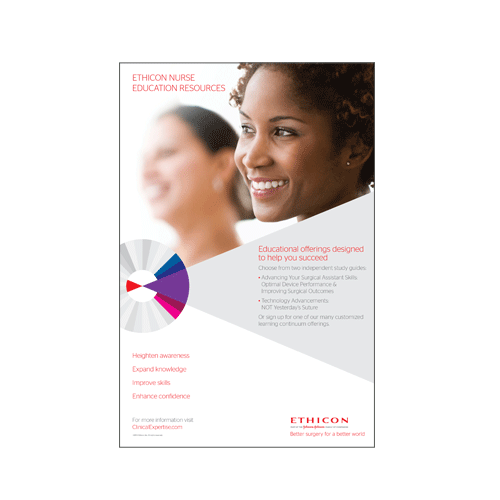 ETHICON NURSE
EDUCATION RESOURCES
Educational offerings designed
to help you succeed
Choose from two independent study guides:
• Advancing Your Surgical Assistant Skills:
Optimal Device Performance &
Improving Surgical Outcomes
• Technology Advancements:
NOT Yesterday's Suture
Or sign up for one of our many customized
learning continuum offerings.
Heighten awareness
Expand knowledge
Improve skills
Enhance confidence
For more information visit
ClinicalExpertise.com
ETHICON
Better surgery for a better world